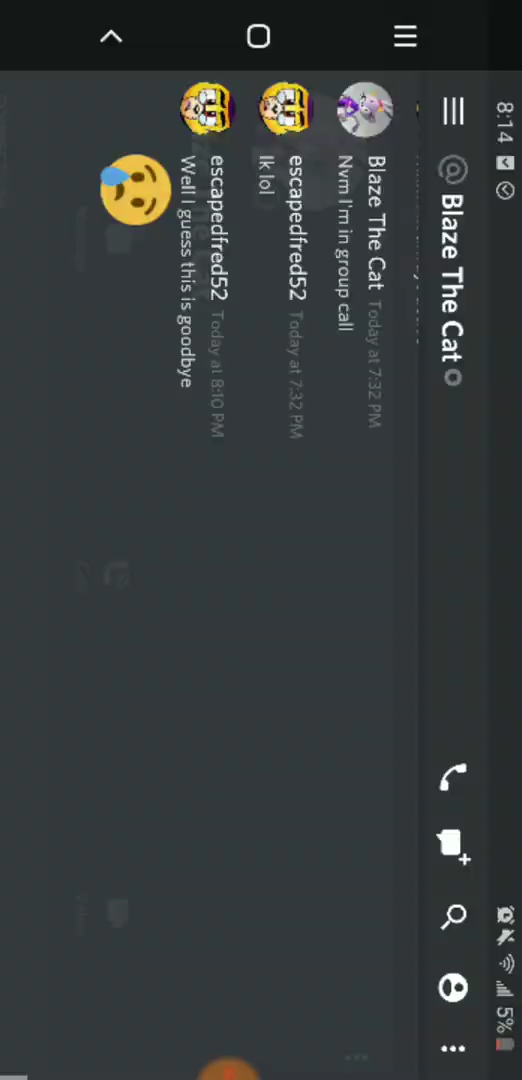 8:14
5%
Blaze The Cat
Blaze The Cat Today at 7:32 PM
Nvm I'm in group call
escapedfred52 Today at 7:32 PM
Ik lol
escapedfred52 Today at 8:10 PM
Well I guess this is goodbye